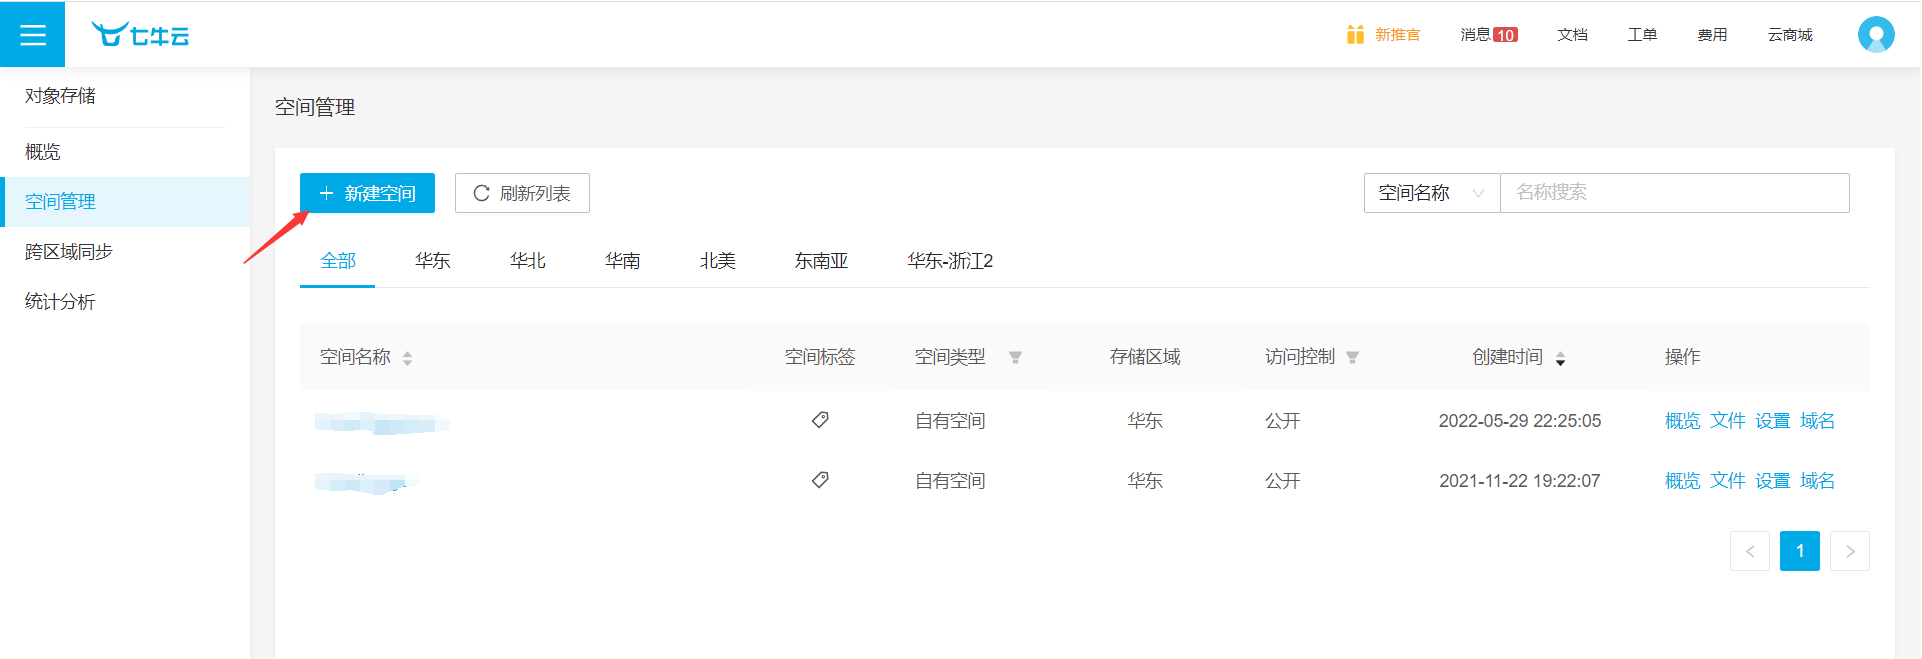 七牛云
新推官 消息 10 文档 工单 费用 云商城
对象存储
概览
空间管理
跨区域同步
统计分析
空间管理
新建空间 刷新列表 空间名称 名称搜索
全部 华东 华北 华南 北美 东南亚 华东-浙江2
空间名称 空间标签 空间类型 存储区域 访问控制 创建时间 操作
自有空间 华东 公开 2022-05-29 22:25:05 概览 文件 设置 域名
自有空间 华东 公开 2021-11-22 19:22:07 概览 文件 设置 域名
1